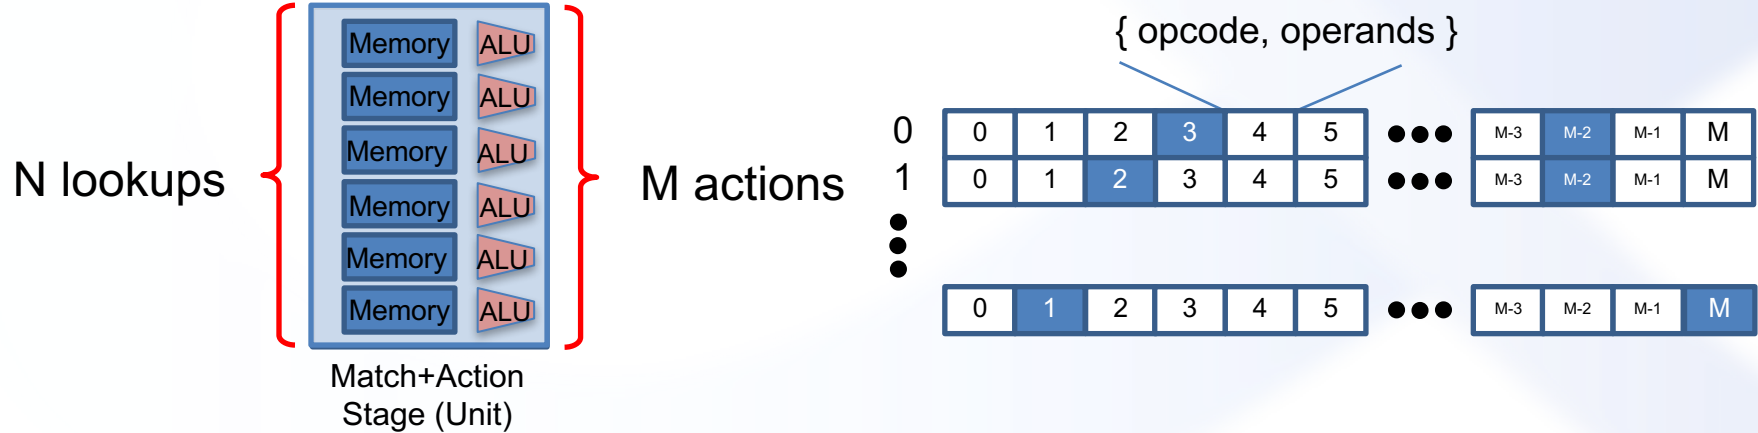 N lookups
Memory ALU
Memory ALU
Memory ALU
Memory ALU
Memory ALU
Memory ALU
Match+Action
Stage (Unit)
M actions
{ opcode, operands }
0 0 1 2 3 4 5 M-3 M-2 M-1 M
1 0 1 2 3 4 5 M-3 M-2 M-1 M
0 1 2 3 4 5 M-3 M-2 M-1 M